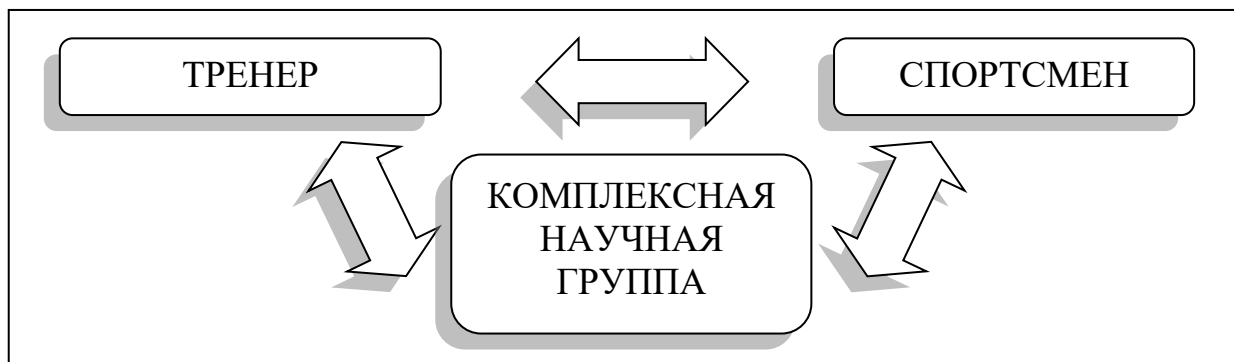 ТРЕНЕР
СПОРТСМЕН
КОМПЛЕКСНАЯ
НАУЧНАЯ
ГРУППА